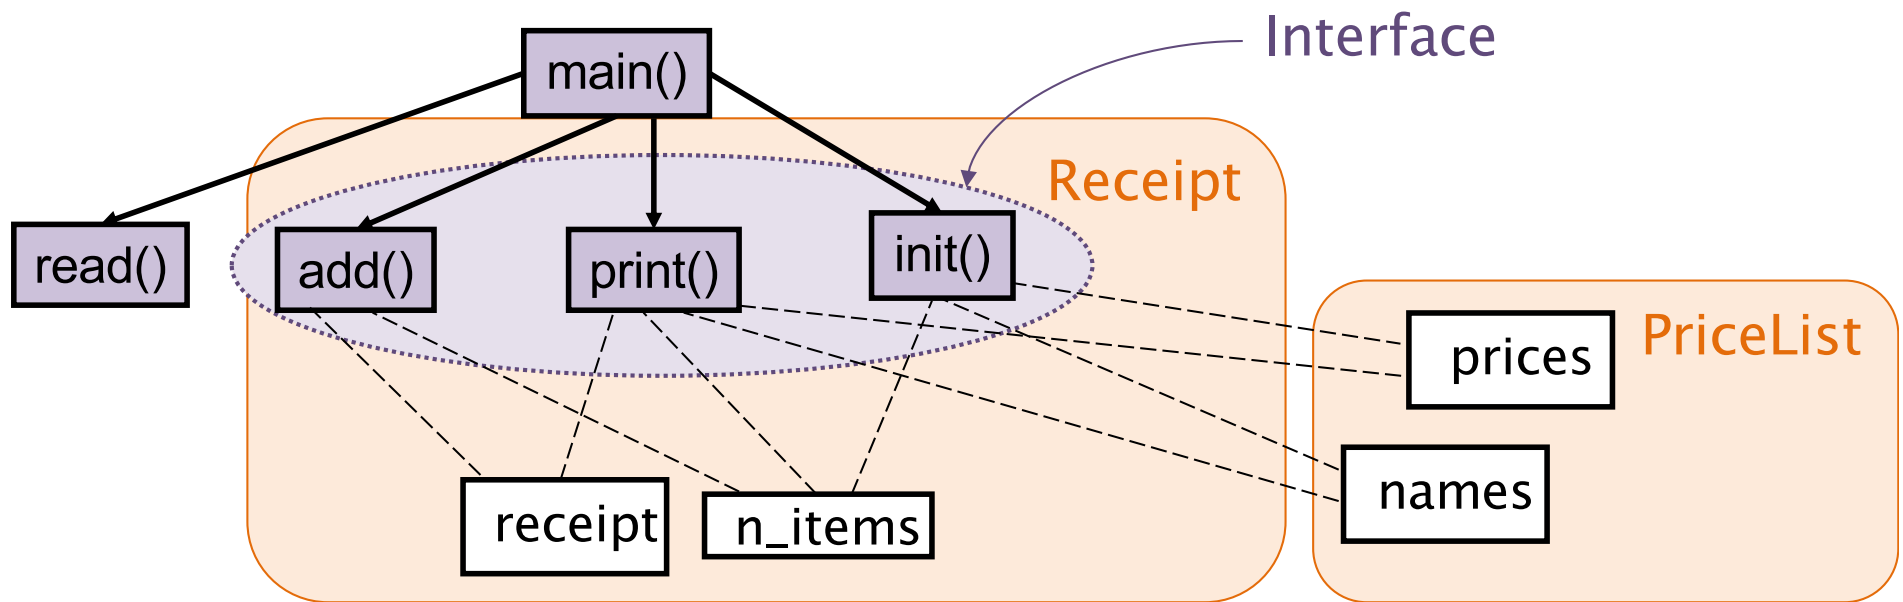 Interface
main()
Receipt
read()
add()
print()
init()
PriceList
prices
names
receipt
n_items